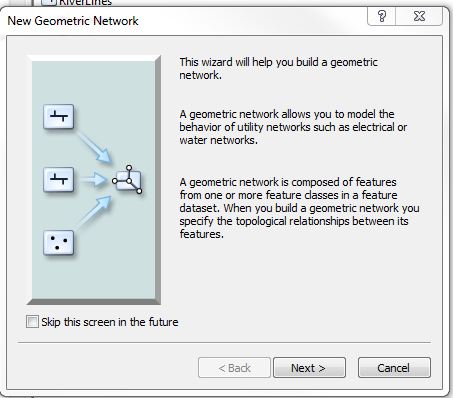 RiverLines
New Geometric Network
?
This wizard will help you build a geometric
network.
A geometric network allows you to model the
behavior of utility networks such as electrical or
water networks.
A geometric network is composed of features
from one or more feature classes in a feature
dataset. When you build a geometric network you
specify the topological relationships between its
features.
Skip this screen in the future
< Back Next > Cancel